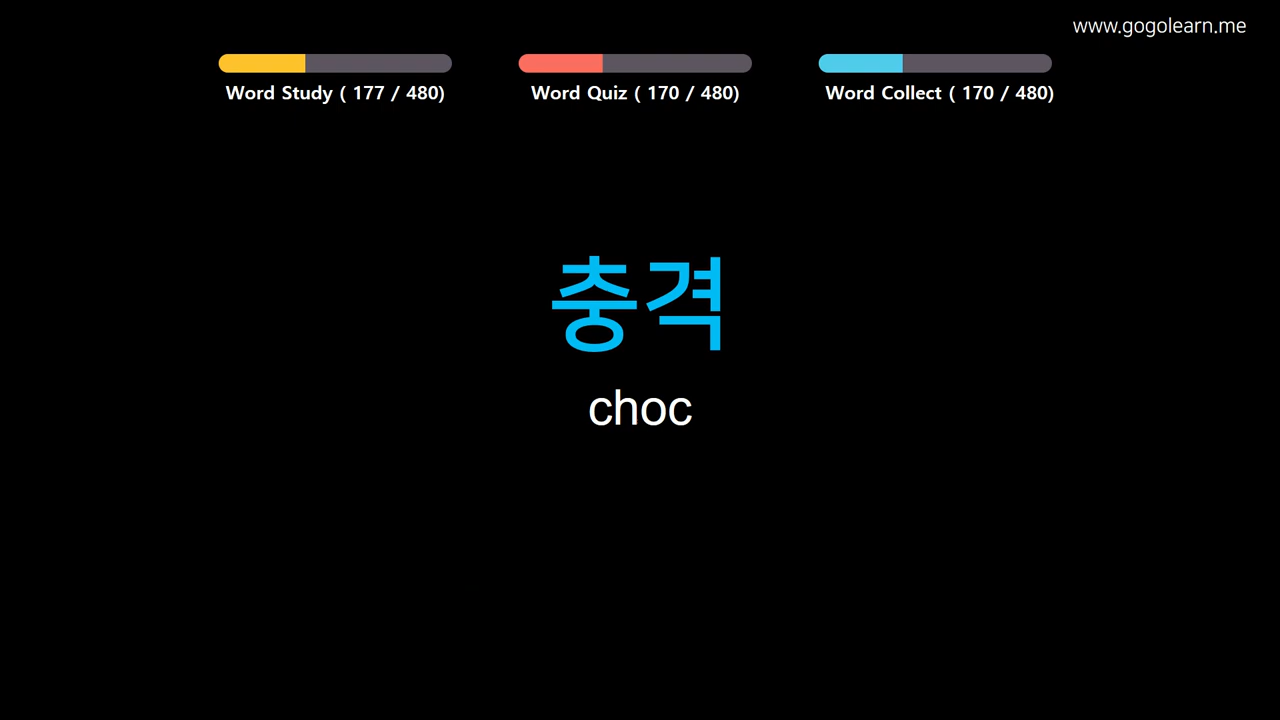 www.gogolearn.me
Word Study ( 177 / 480)
Word Quiz ( 170 / 480)
Word Collect ( 170 / 480)
충격
choc